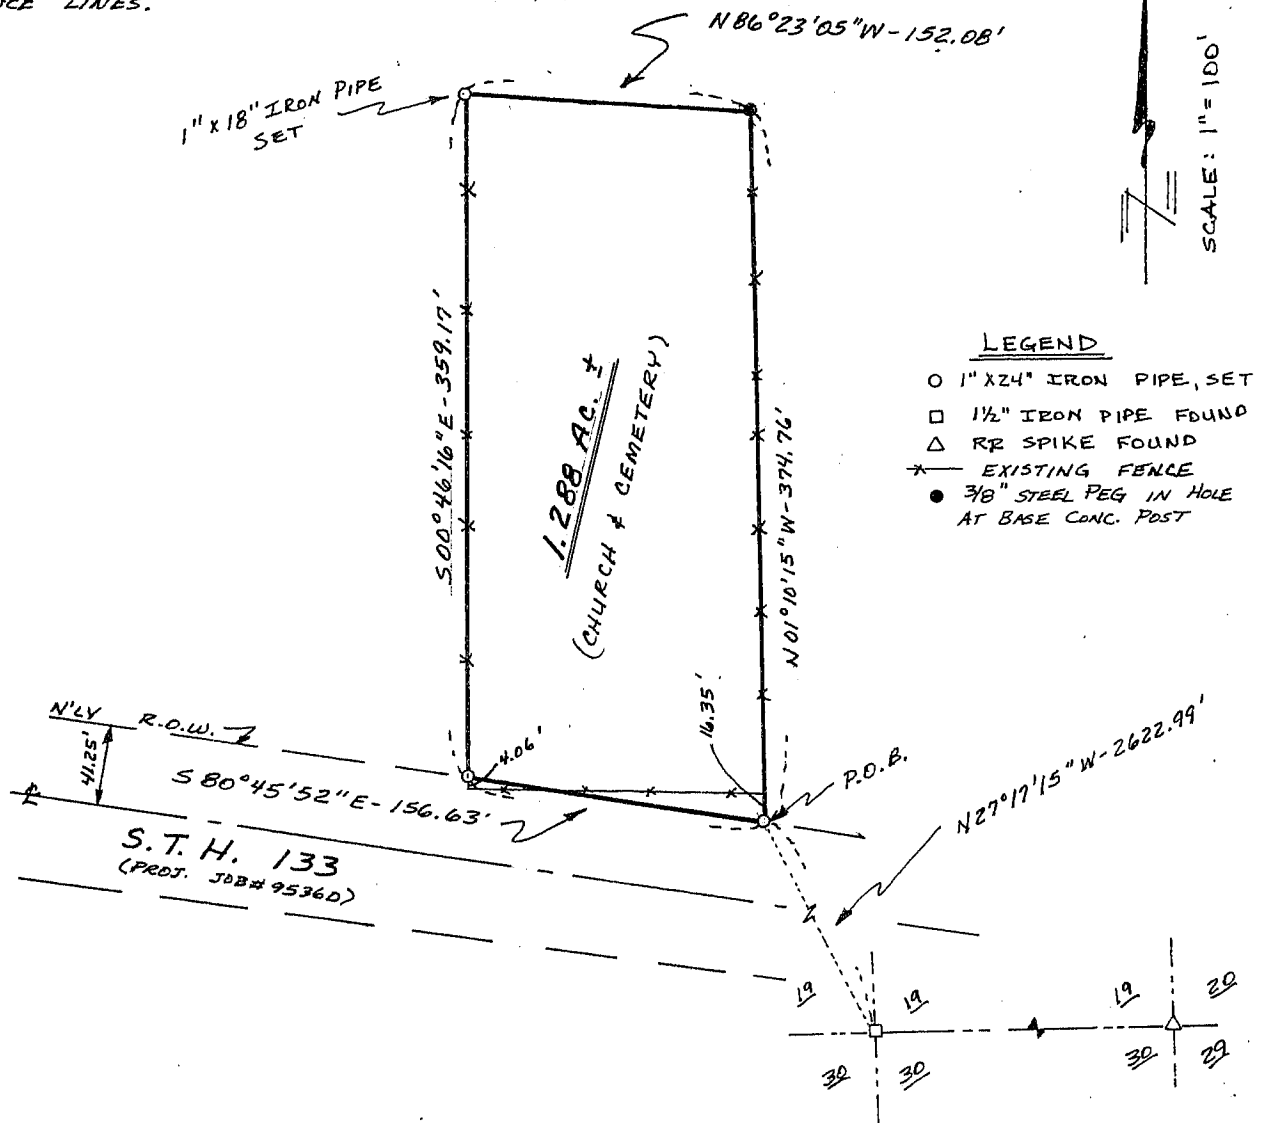 LINES.
N86°23'05"W-152.08'
1" x 18" IRON PIPE
SET
SCALE: 1"=100'
LEGEND
1" X24" IRON PIPE, SET
1½" IRON PIPE FOUND
RR SPIKE FOUND
EXISTING FENCE
3/8" STEEL PEG IN HOLE
AT BASE CONC. POST
S00°46'16"E-359.17'
1.288 AC. ±
(CHURCH & CEMETERY)
N01°10'15"W-374.76'
16.35'
4.06'
N'LY R.O.W.
41.25'
S80°45'52"E-156.63'
P.O.B.
N27°17'15"W-2622.99'
S.T.H. 133
(PROJ. JOB# 9536D)
19 19 19 20
30 30 30 29